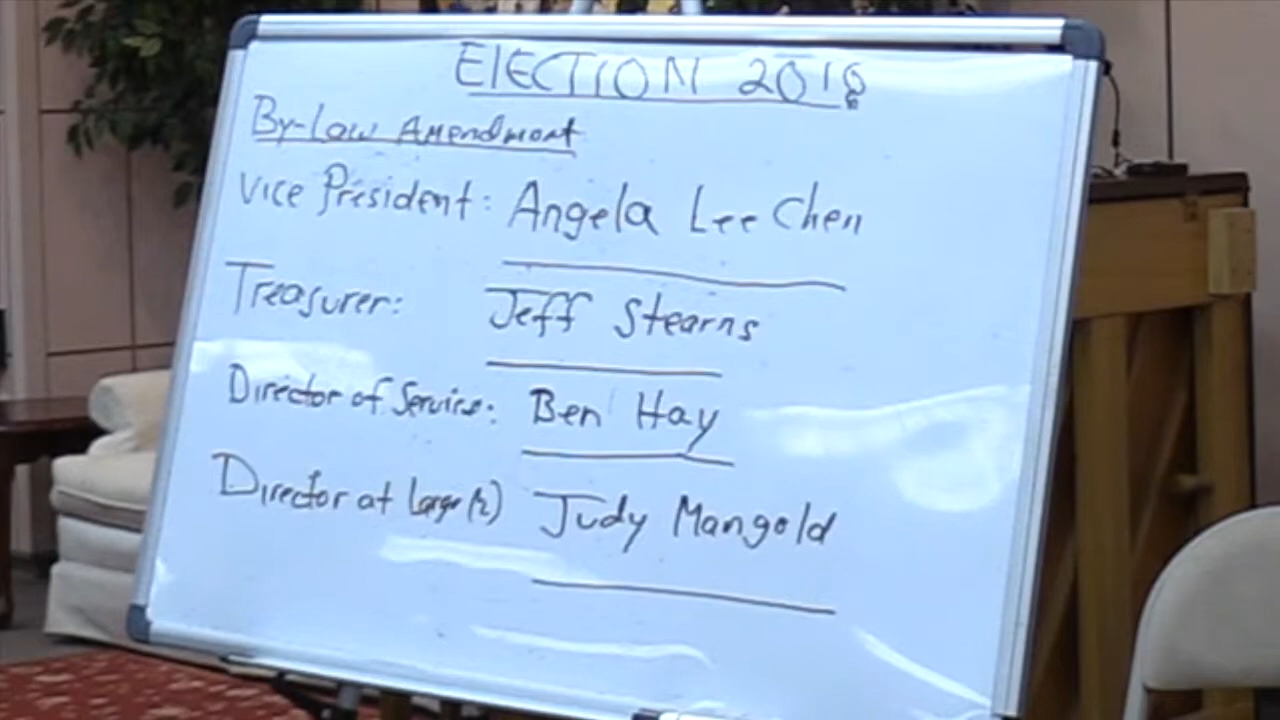 ELECTION 2018
By-Law Amendment
Vice President: Angela Lee Chen
Treasurer: Jeff Stearns
Director of Service: Ben Hay
Director at Large (2) Judy Mangold